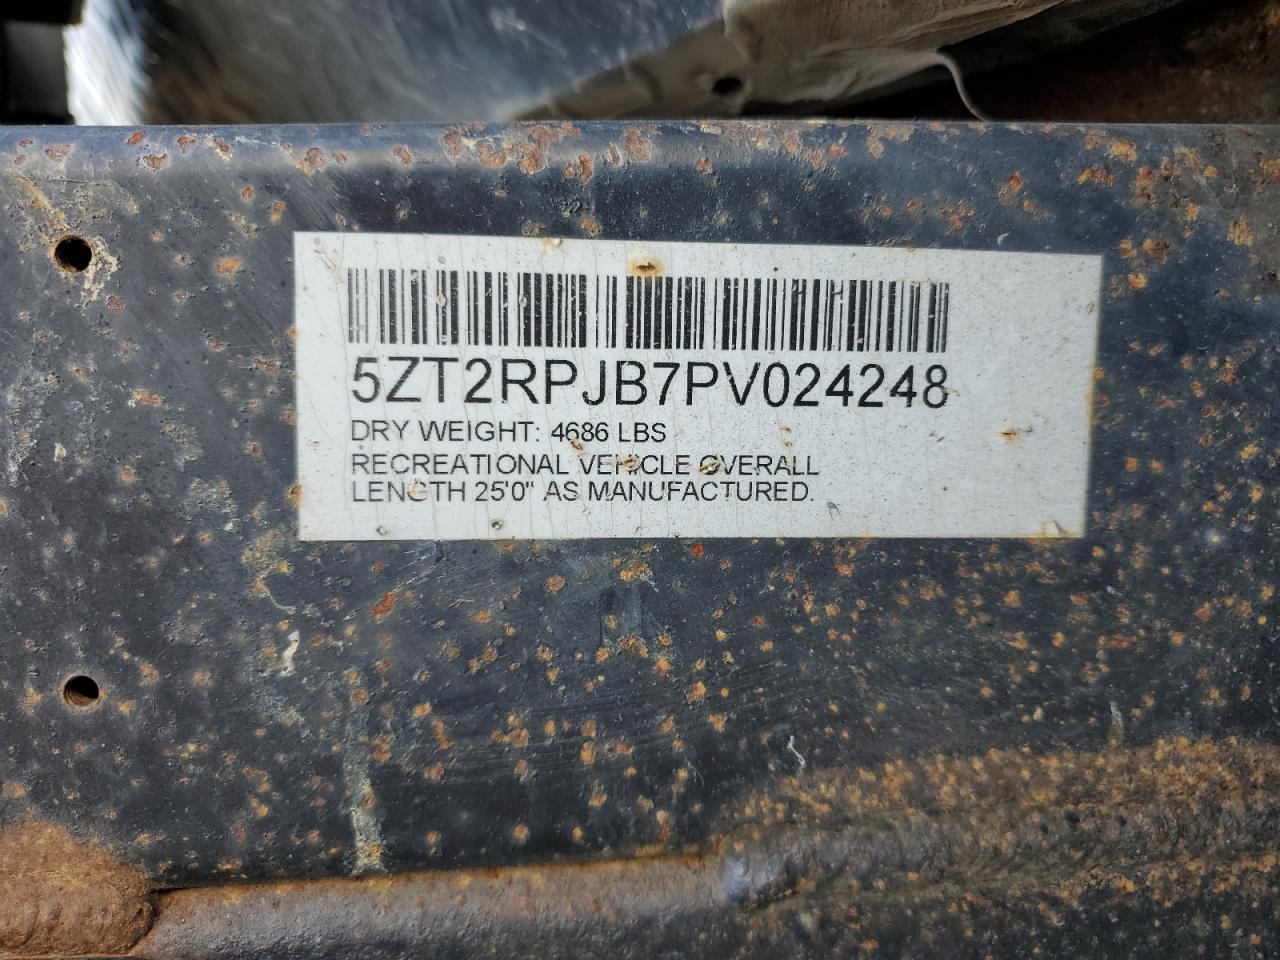 5ZT2RPJB7PV024248
DRY WEIGHT: 4686 LBS
RECREATIONAL VEHICLE OVERALL
LENGTH 25'0" AS MANUFACTURED.